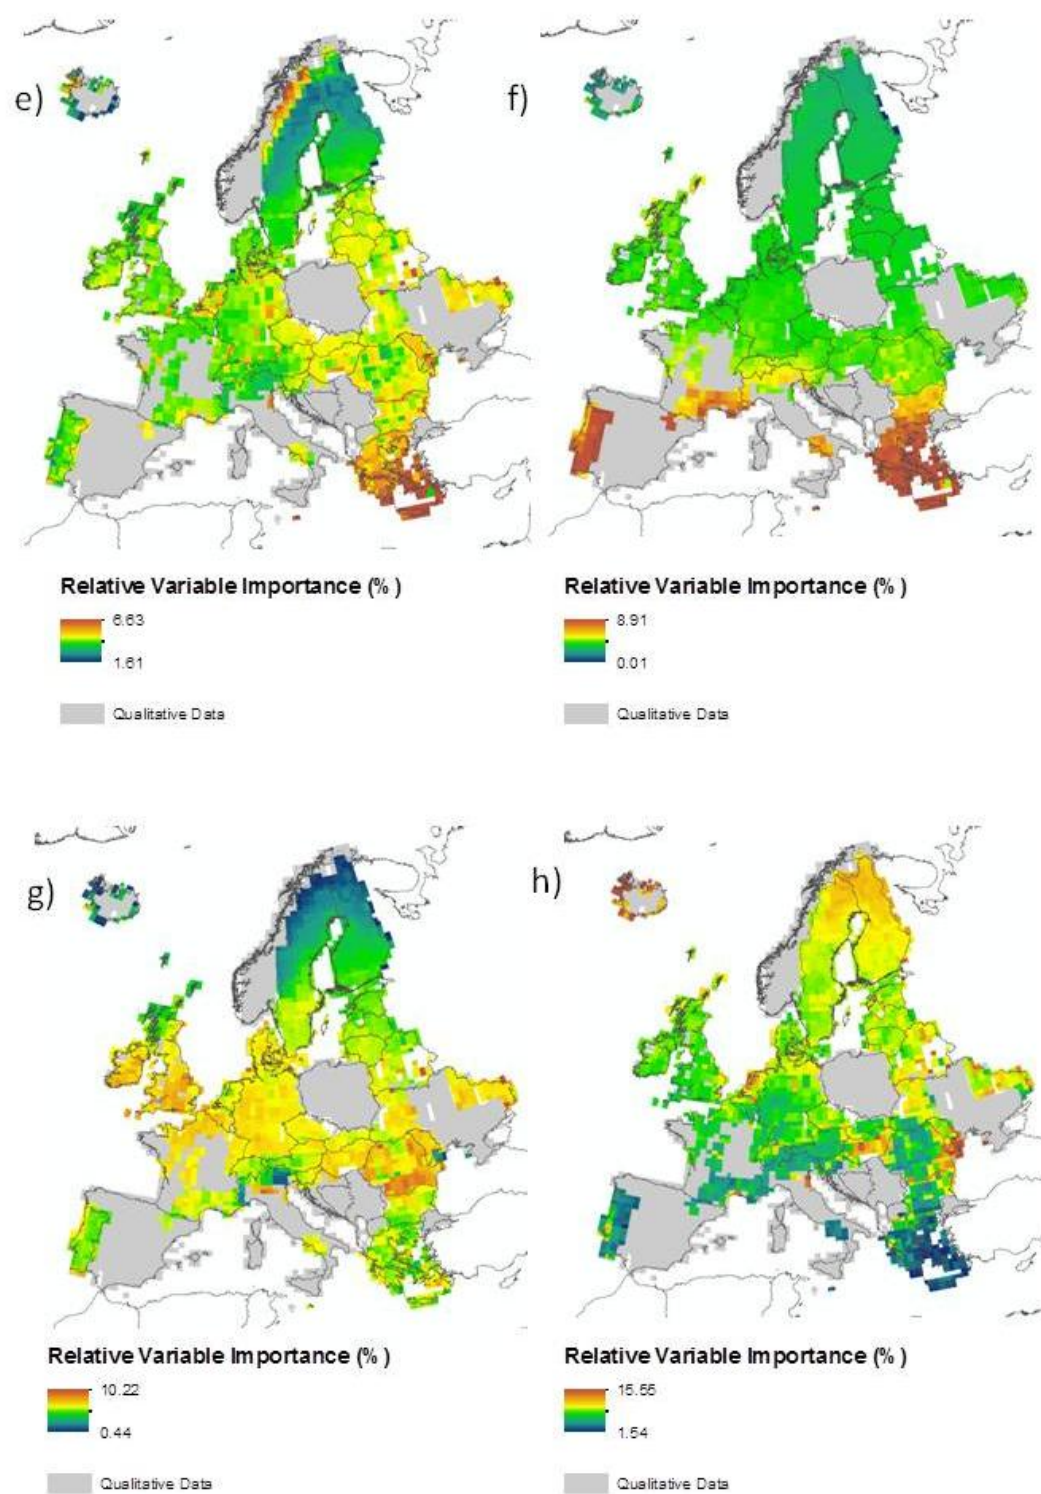 e)
f)
Relative Variable Importance (%)
6.63
1.61
Qualitative Data
Relative Variable Importance (%)
8.91
0.01
Qualitative Data
g)
h)
Relative Variable Importance (%)
10.22
0.44
Qualitative Data
Relative Variable Importance (%)
15.55
1.54
Qualitative Data